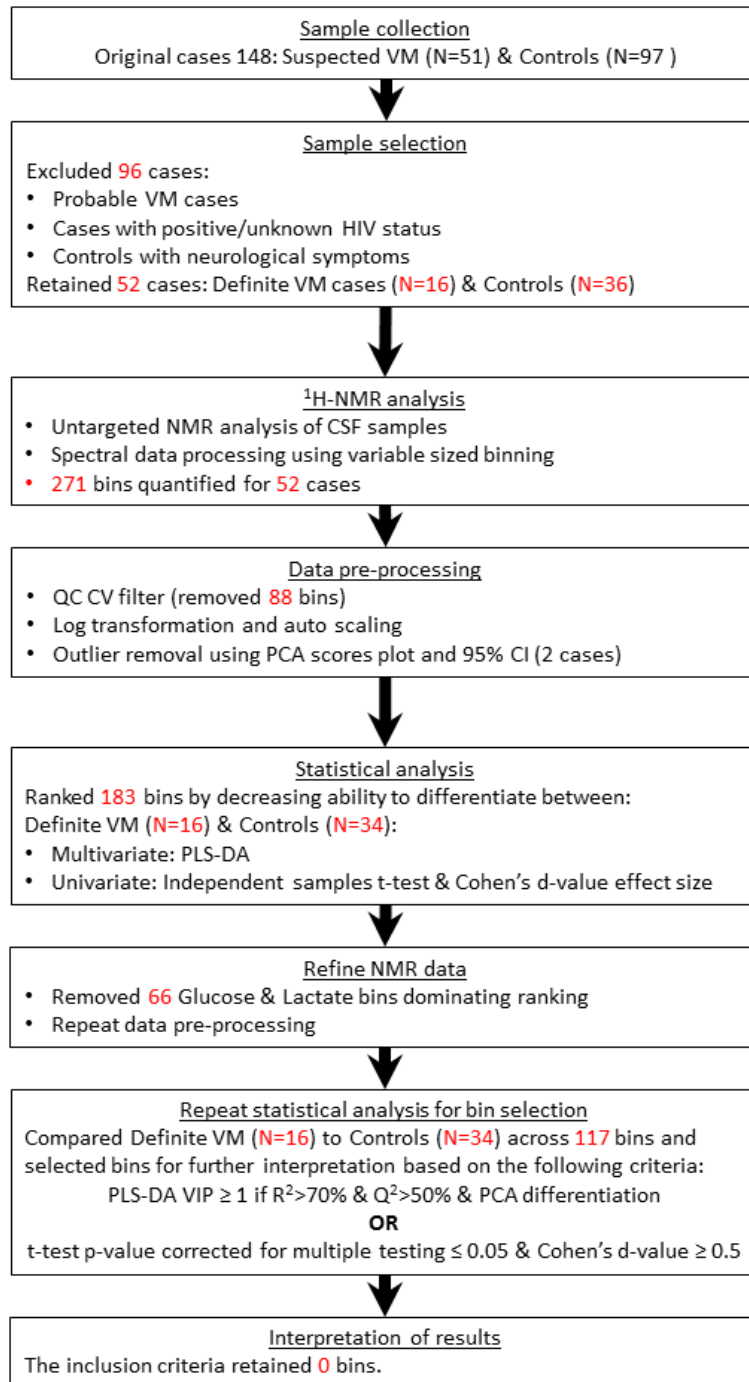 Sample collection
Original cases 148: Suspected VM (N=51) & Controls (N=97 )
Sample selection
Excluded 96 cases:
• Probable VM cases
• Cases with positive/unknown HIV status
• Controls with neurological symptoms
Retained 52 cases: Definite VM cases (N=16) & Controls (N=36)
¹H-NMR analysis
• Untargeted NMR analysis of CSF samples
• Spectral data processing using variable sized binning
• 271 bins quantified for 52 cases
Data pre-processing
• QC CV filter (removed 88 bins)
• Log transformation and auto scaling
• Outlier removal using PCA scores plot and 95% CI (2 cases)
Statistical analysis
Ranked 183 bins by decreasing ability to differentiate between:
Definite VM (N=16) & Controls (N=34):
• Multivariate: PLS-DA
• Univariate: Independent samples t-test & Cohen's d-value effect size
Refine NMR data
• Removed 66 Glucose & Lactate bins dominating ranking
• Repeat data pre-processing
Repeat statistical analysis for bin selection
Compared Definite VM (N=16) to Controls (N=34) across 117 bins and
selected bins for further interpretation based on the following criteria:
PLS-DA VIP ≥ 1 if R²>70% & Q²>50% & PCA differentiation
OR
t-test p-value corrected for multiple testing ≤ 0.05 & Cohen's d-value ≥ 0.5
Interpretation of results
The inclusion criteria retained 0 bins.